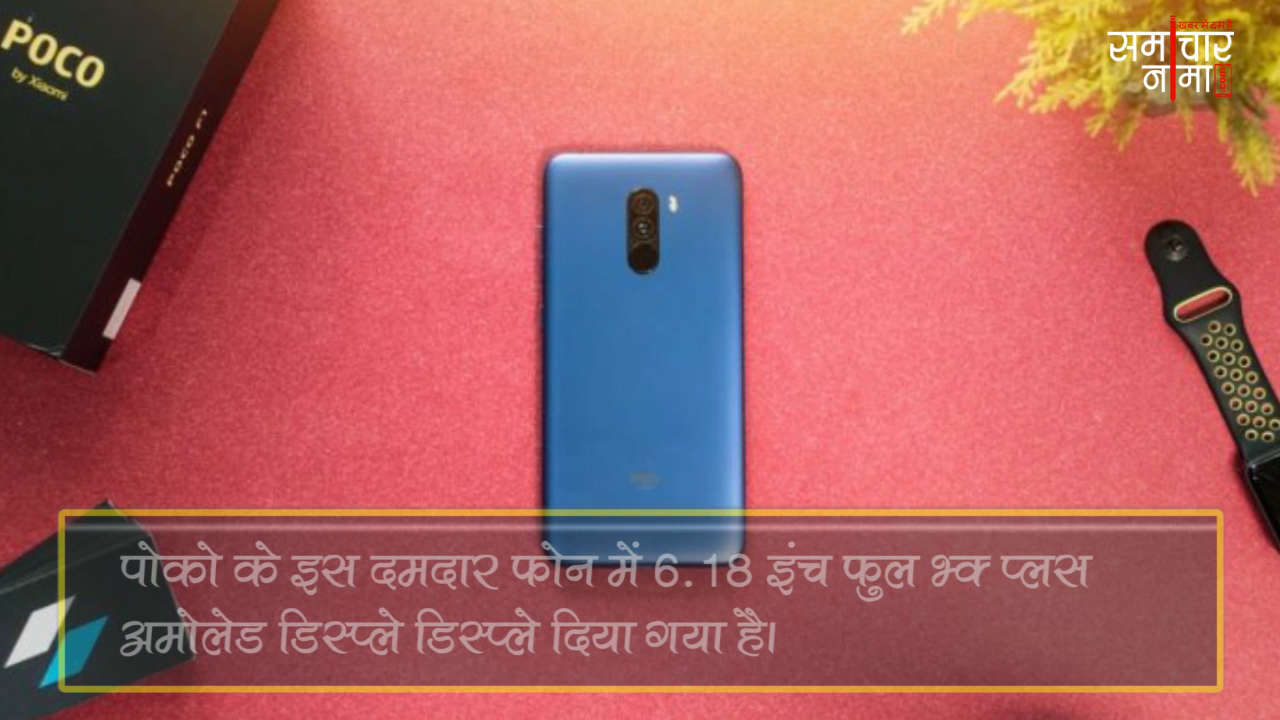 POCO
by Xiaomi
POCO F1
समाचार
नामा
पोको के इस दमदार फोन में 6.18 इंच फुल भ्क प्लस
अमोलेड डिस्प्ले डिस्प्ले दिया गया है।